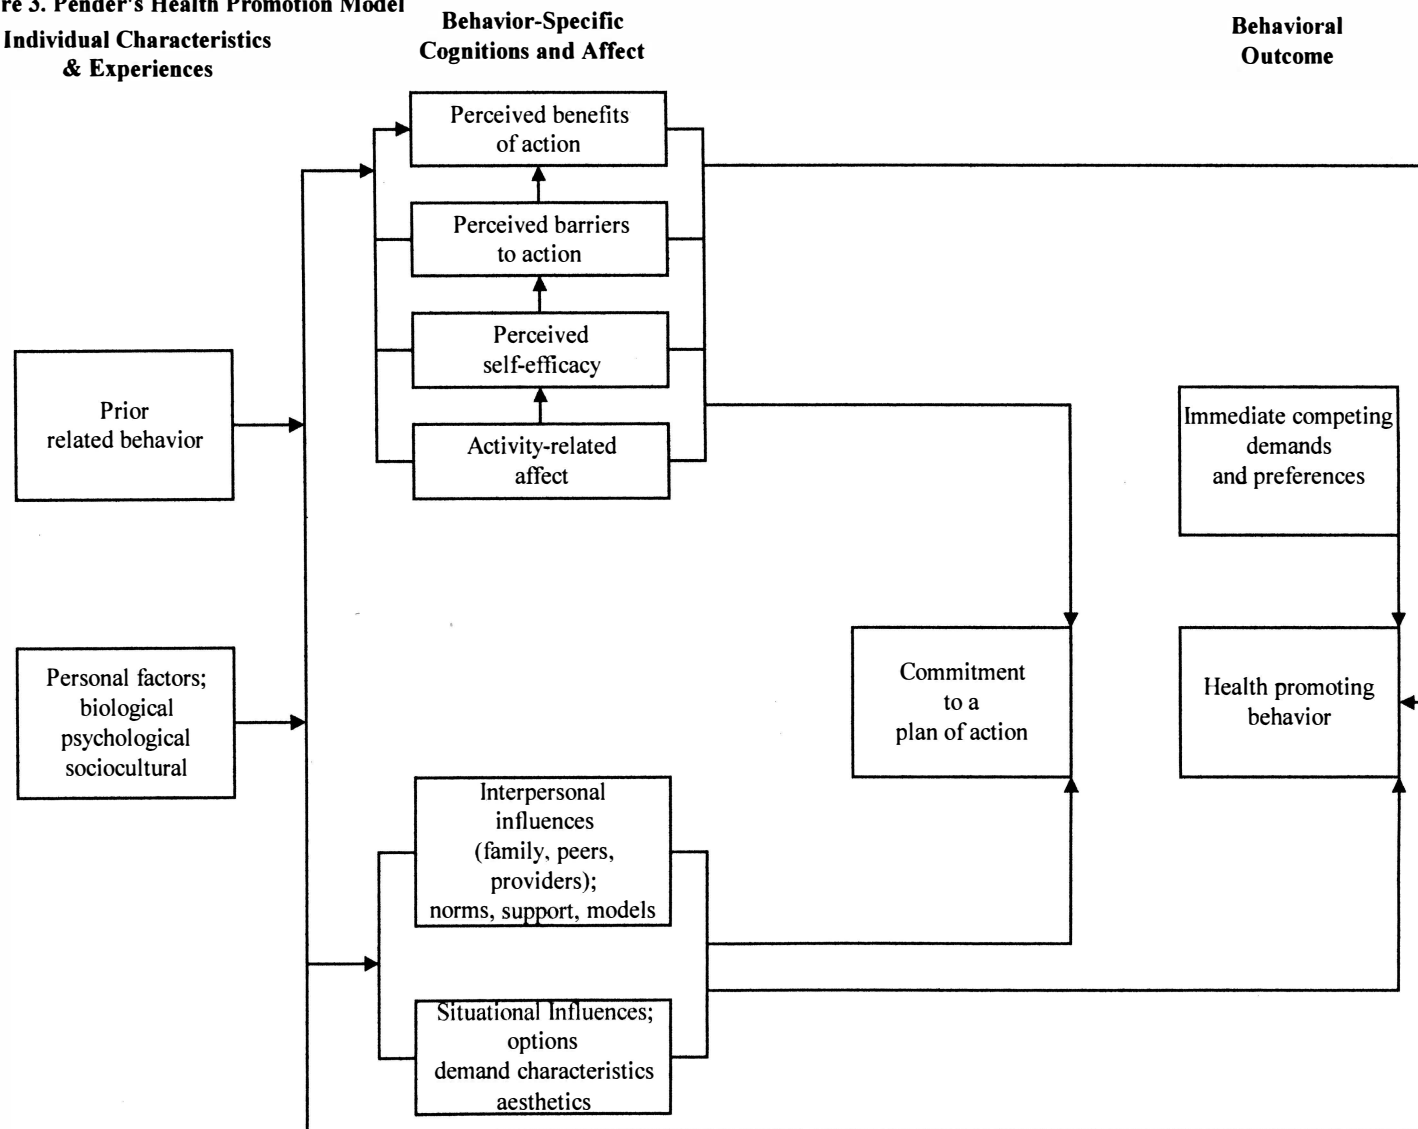 re 3. Pender's Health Promotion Model
Individual Characteristics
& Experiences
Behavior-Specific
Cognitions and Affect
Behavioral
Outcome
Perceived benefits
of action
Perceived barriers
to action
Perceived
self-efficacy
Activity-related
affect
Prior
related behavior
Immediate competing
demands
and preferences
Personal factors;
biological
psychological
sociocultural
Commitment
to a
plan of action
Health promoting
behavior
Interpersonal
influences
(family, peers,
providers);
norms, support, models
Situational Influences;
options
demand characteristics
aesthetics